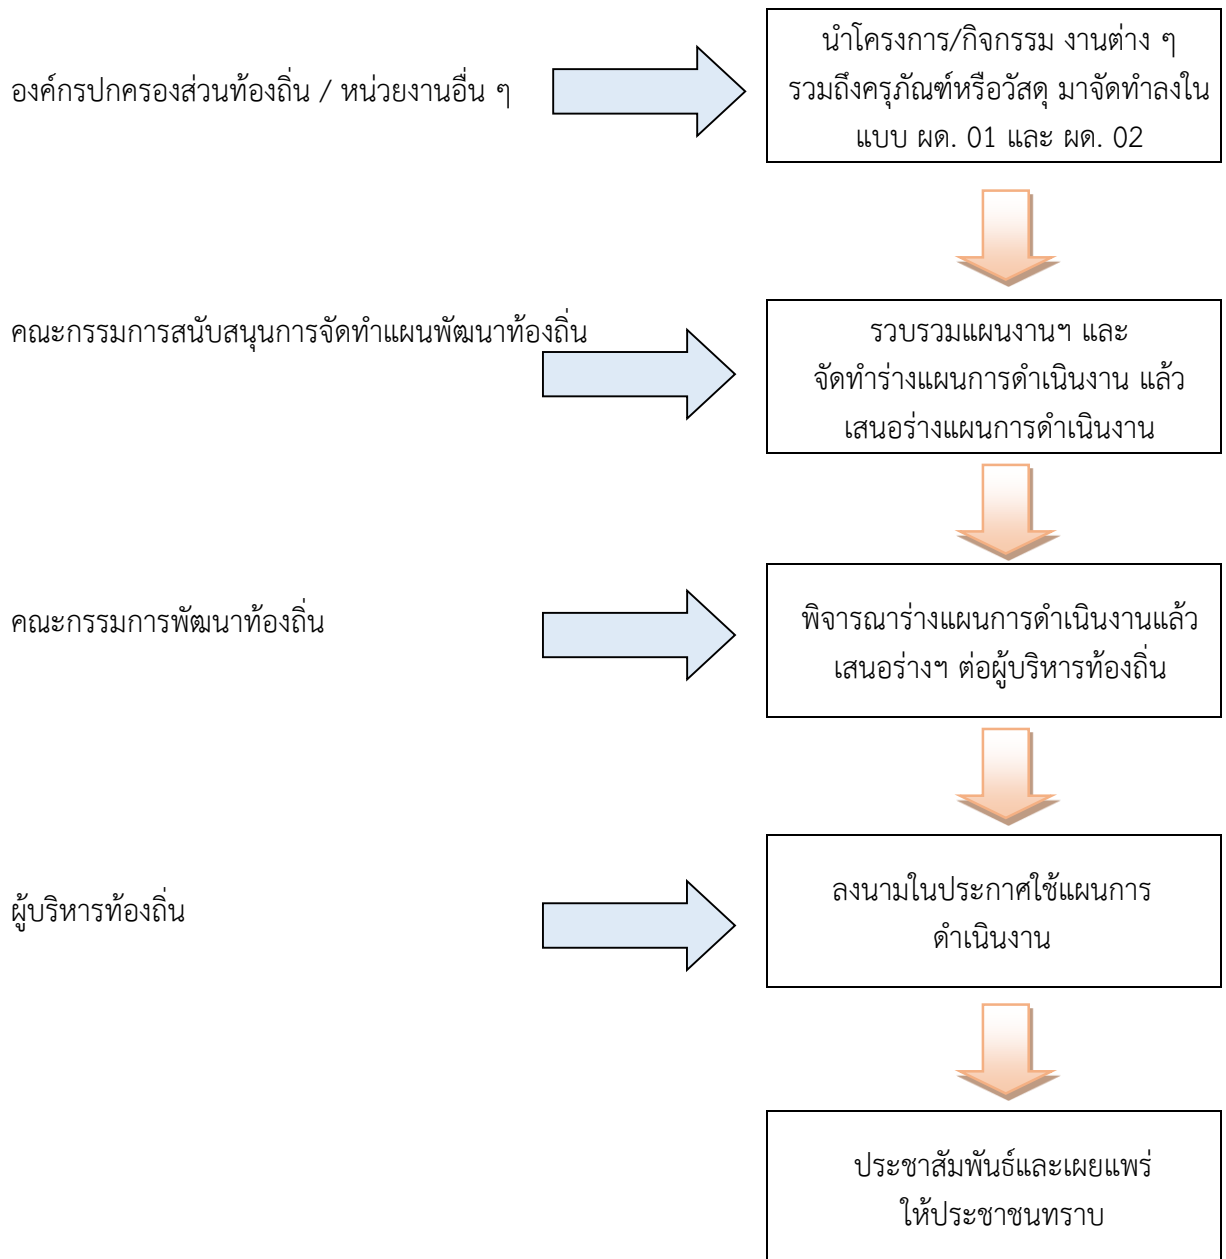 องค์กรปกครองส่วนท้องถิ่น / หน่วยงานอื่น ๆ
นำโครงการ/กิจกรรม งานต่าง ๆ
รวมถึงครุภัณฑ์หรือวัสดุ มาจัดทำลงใน
แบบ ผด. 01 และ ผด. 02
คณะกรรมการสนับสนุนการจัดทำแผนพัฒนาท้องถิ่น
รวบรวมแผนงานฯ และ
จัดทำร่างแผนการดำเนินงาน แล้ว
เสนอร่างแผนการดำเนินงาน
คณะกรรมการพัฒนาท้องถิ่น
พิจารณาร่างแผนการดำเนินงานแล้ว
เสนอร่างฯ ต่อผู้บริหารท้องถิ่น
ผู้บริหารท้องถิ่น
ลงนามในประกาศใช้แผนการ
ดำเนินงาน
ประชาสัมพันธ์และเผยแพร่
ให้ประชาชนทราบ